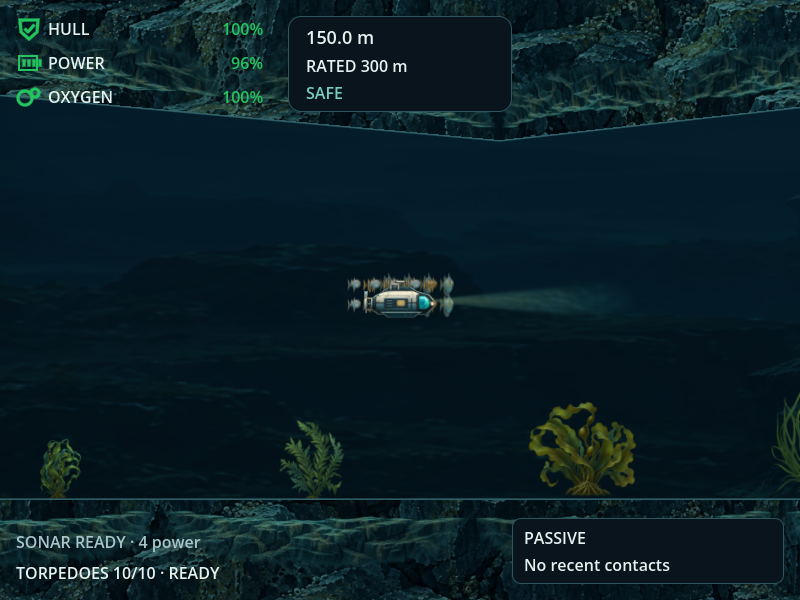 HULL 100%
POWER 96%
OXYGEN 100%
150.0 m
RATED 300 m
SAFE
SONAR READY · 4 power
TORPEDOES 10/10 · READY
PASSIVE
No recent contacts